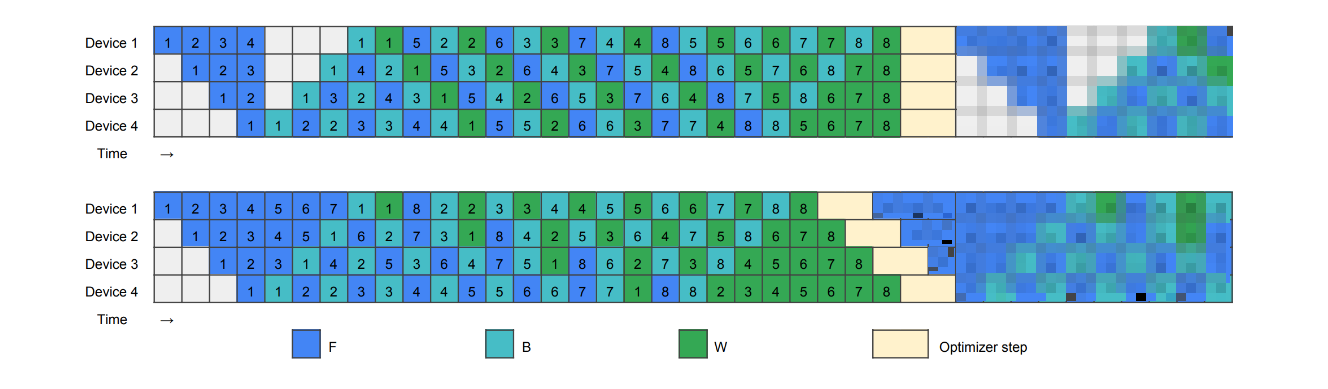 Device 1 1 2 3 4 1 1 5 2 2 6 3 3 7 4 4 8 5 5 6 6 7 7 8 8
Device 2 1 2 3 1 4 2 1 5 3 2 6 4 3 7 5 4 8 6 5 7 6 8 7 8
Device 3 1 2 1 3 2 4 3 1 5 4 2 6 5 3 7 6 4 8 7 5 8 6 7 8
Device 4 1 1 2 2 3 3 4 4 1 5 5 2 6 6 3 7 7 4 8 8 5 6 7 8
Time →
Device 1 1 2 3 4 5 6 7 1 1 8 2 2 3 3 4 4 5 5 6 6 7 7 8 8
Device 2 1 2 3 4 5 1 6 2 7 3 1 8 4 2 5 3 6 4 7 5 8 6 7 8
Device 3 1 2 3 1 4 2 5 3 6 4 7 5 1 8 6 2 7 3 8 4 5 6 7 8
Device 4 1 1 2 2 3 3 4 4 5 5 6 6 7 7 1 8 8 2 3 4 5 6 7 8
Time →
F B W Optimizer step